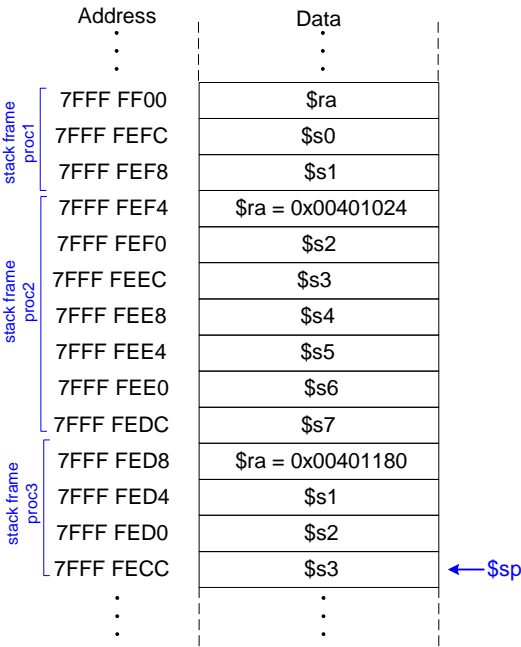 Address Data
stack frame
proc1
7FFF FF00 $ra
7FFF FEFC $s0
7FFF FEF8 $s1
stack frame
proc2
7FFF FEF4 $ra = 0x00401024
7FFF FEF0 $s2
7FFF FEEC $s3
7FFF FEE8 $s4
7FFF FEE4 $s5
7FFF FEE0 $s6
7FFF FEDC $s7
stack frame
proc3
7FFF FED8 $ra = 0x00401180
7FFF FED4 $s1
7FFF FED0 $s2
7FFF FECC $s3 $sp